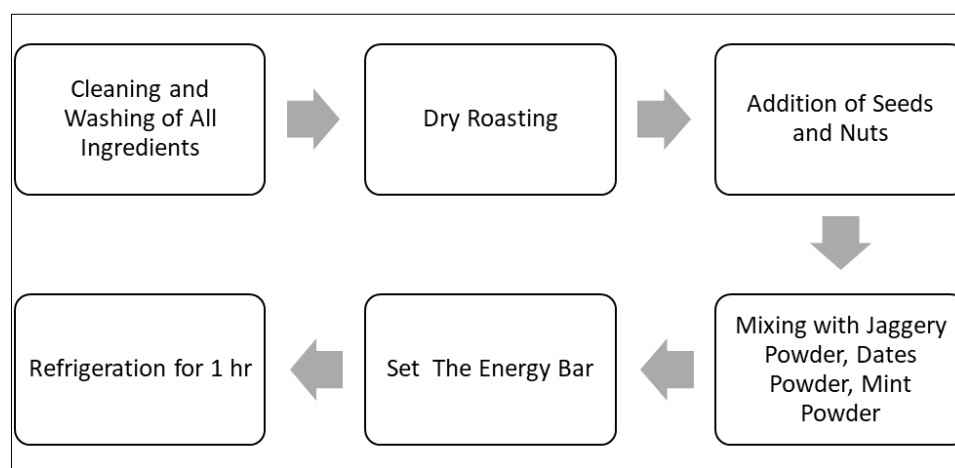 Cleaning and
Washing of All
Ingredients
Dry Roasting
Addition of Seeds
and Nuts
Mixing with Jaggery
Powder, Dates
Powder, Mint
Powder
Set The Energy Bar
Refrigeration for 1 hr